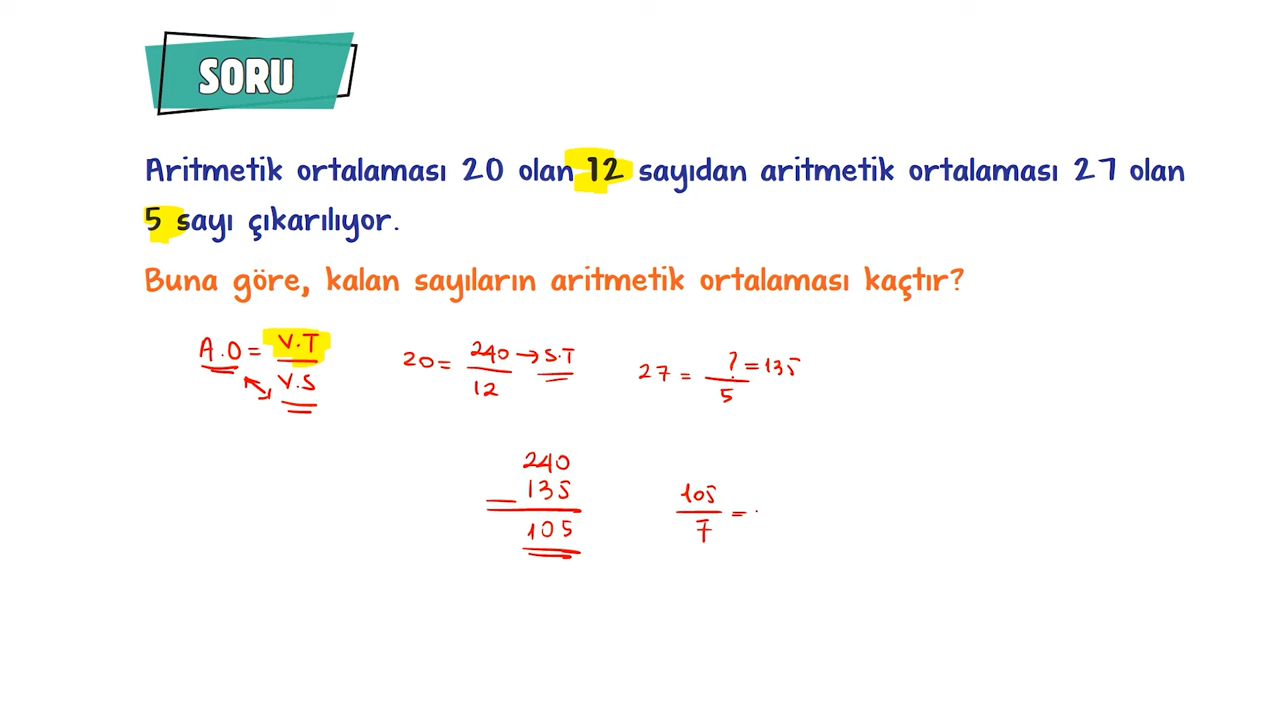 SORU
Aritmetik ortalaması 20 olan 12 sayıdan aritmetik ortalaması 27 olan
5 sayı çıkarılıyor.
Buna göre, kalan sayıların aritmetik ortalaması kaçtır?
A.O = V.T / V.S
20 = 240 / 12 → S.T
27 = ? / 5 = 135
240
_ 135
105
105 / 7 =